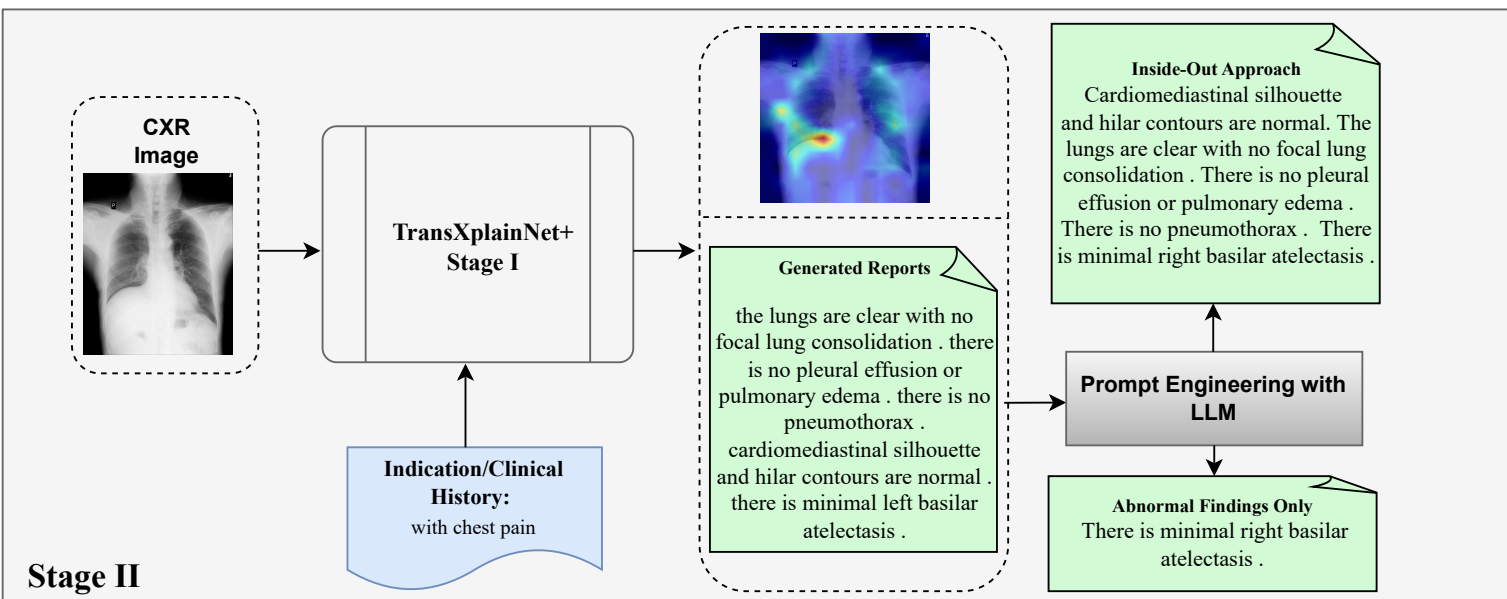 CXR
Image
TransXplainNet+
Stage I
Indication/Clinical
History:
with chest pain
Generated Reports
the lungs are clear with no
focal lung consolidation . there
is no pleural effusion or
pulmonary edema . there is no
pneumothorax .
cardiomediastinal silhouette
and hilar contours are normal .
there is minimal left basilar
atelectasis .
Inside-Out Approach
Cardiomediastinal silhouette
and hilar contours are normal. The
lungs are clear with no focal lung
consolidation . There is no pleural
effusion or pulmonary edema .
There is no pneumothorax . There
is minimal right basilar atelectasis .
Prompt Engineering with
LLM
Abnormal Findings Only
There is minimal right basilar
atelectasis .
Stage II